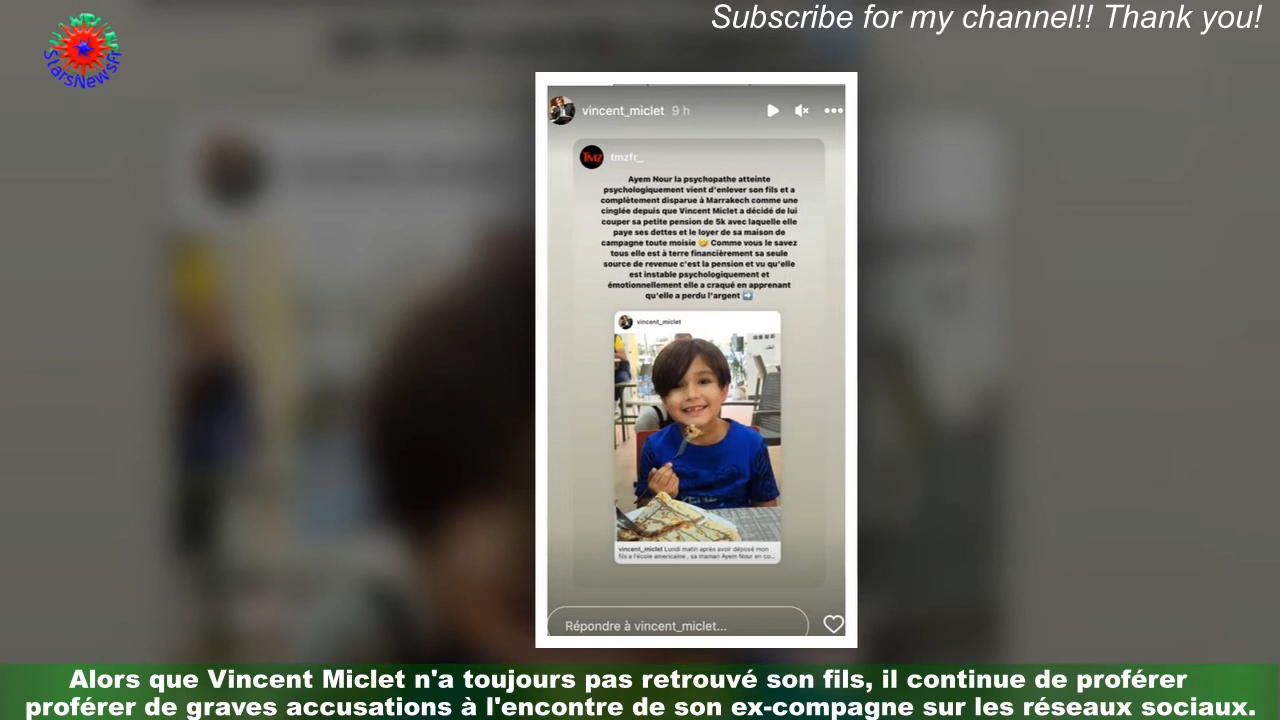 Subscribe for my channel!! Thank you!
StarsNewsFr
vincent_miclet 9 h
TMZ tmzfr_
Ayem Nour la psychopathe atteinte
psychologiquement vient d'enlever son fils et a
complètement disparue à Marrakech comme une
cinglée depuis que Vincent Miclet a décidé de lui
couper sa petite pension de 5k avec laquelle elle
paye ses dettes et le loyer de sa maison de
campagne toute moisie 🤣 Comme vous le savez
tous elle est à terre financièrement sa seule
source de revenue c'est la pension et vu qu'elle
est instable psychologiquement et
émotionnellement elle a craqué en apprenant
qu'elle a perdu l'argent ➡️
vincent_miclet
vincent_miclet Lundi matin après avoir déposé mon
fils a l'école americaine , sa maman Ayem Nour en co...
Répondre à vincent_miclet...
Alors que Vincent Miclet n'a toujours pas retrouvé son fils, il continue de proférer
proférer de graves accusations à l'encontre de son ex-compagne sur les réseaux sociaux.